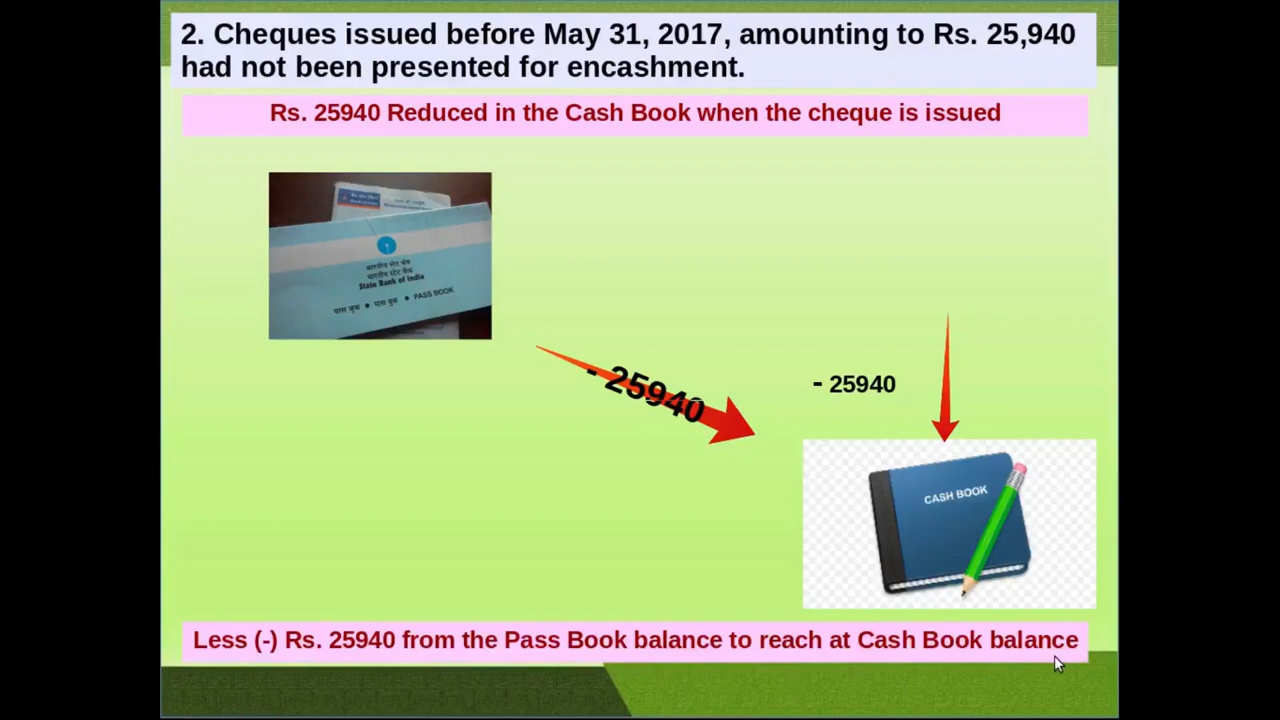 2. Cheques issued before May 31, 2017, amounting to Rs. 25,940
had not been presented for encashment.
Rs. 25940 Reduced in the Cash Book when the cheque is issued
भारतीय स्टेट बैंक
State Bank of India
पास बुक • PASS BOOK
- 25940
- 25940
CASH BOOK
Less (-) Rs. 25940 from the Pass Book balance to reach at Cash Book balance